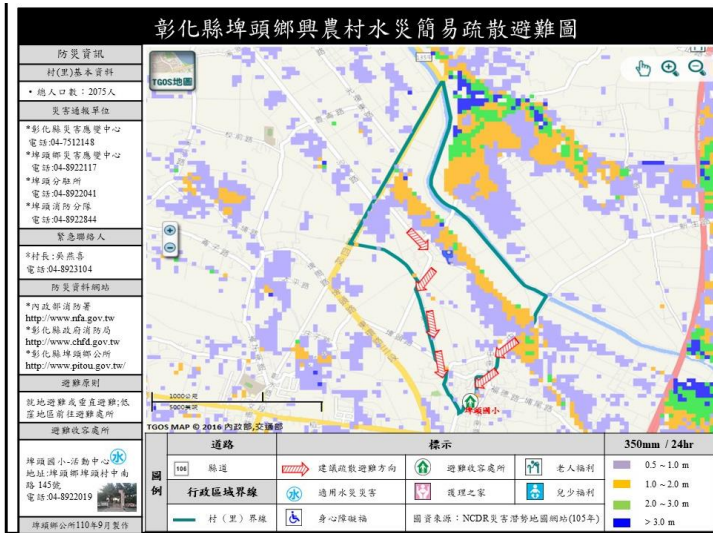 彰化縣埤頭鄉興農村水災簡易疏散避難圖
防災資訊
村(里)基本資料
• 總人口數：2075人
災害通報單位
*彰化縣災害應變中心
電話:04-7512148
*埤頭鄉災害應變中心
電話:04-8922117
*埤頭分駐所
電話:04-8922041
*埤頭消防分隊
電話:04-8922844
緊急聯絡人
*村長:吳燕喜
電話:04-8923104
防災資料網站
*內政部消防署
http://www.nfa.gov.tw
*彰化縣政府消防局
http://www.chfd.gov.tw
*彰化縣埤頭鄉公所
http://www.pitou.gov.tw/
避難原則
就地避難或垂直避難;低
窪地區前往避難處所
避難收容處所
埤頭國小-活動中心
水
地址:埤頭鄉埤頭村中南
路 145號
電話:04-8922019
埤頭鄉公所110年9月製作
TGOS地圖
埤頭國小
1000公尺
5000英呎
TGOS MAP © 2016 內政部,交通部
圖例
道路
108 縣道
行政區域界線
村（里）界線
標示
建議疏散避難方向
避難收容處所
老人福利
水 適用水災災害
護理之家
兒少福利
身心障礙福
圖資來源：NCDR災害潛勢地圖網站(105年)
350mm / 24hr
0.5 ~ 1.0 m
1.0 ~ 2.0 m
2.0 ~ 3.0 m
> 3.0 m